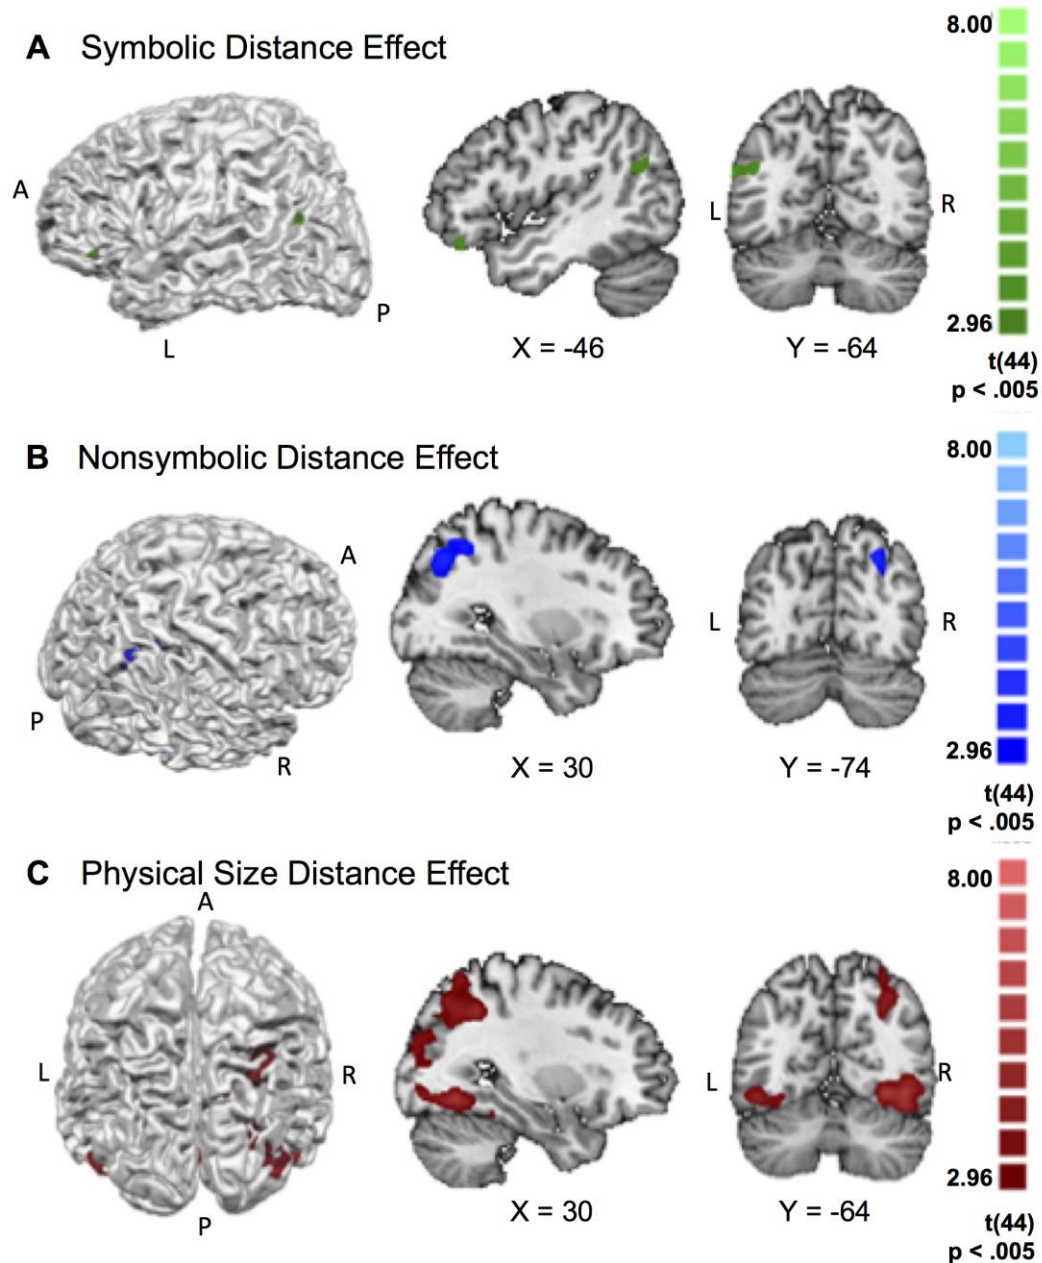 A Symbolic Distance Effect
8.00
A
L
R
P
L
X = -46
Y = -64
2.96
t(44)
p < .005
B Nonsymbolic Distance Effect
8.00
A
L
R
P
R
X = 30
Y = -74
2.96
t(44)
p < .005
C Physical Size Distance Effect
8.00
A
L
R
L
R
P
X = 30
Y = -64
2.96
t(44)
p < .005